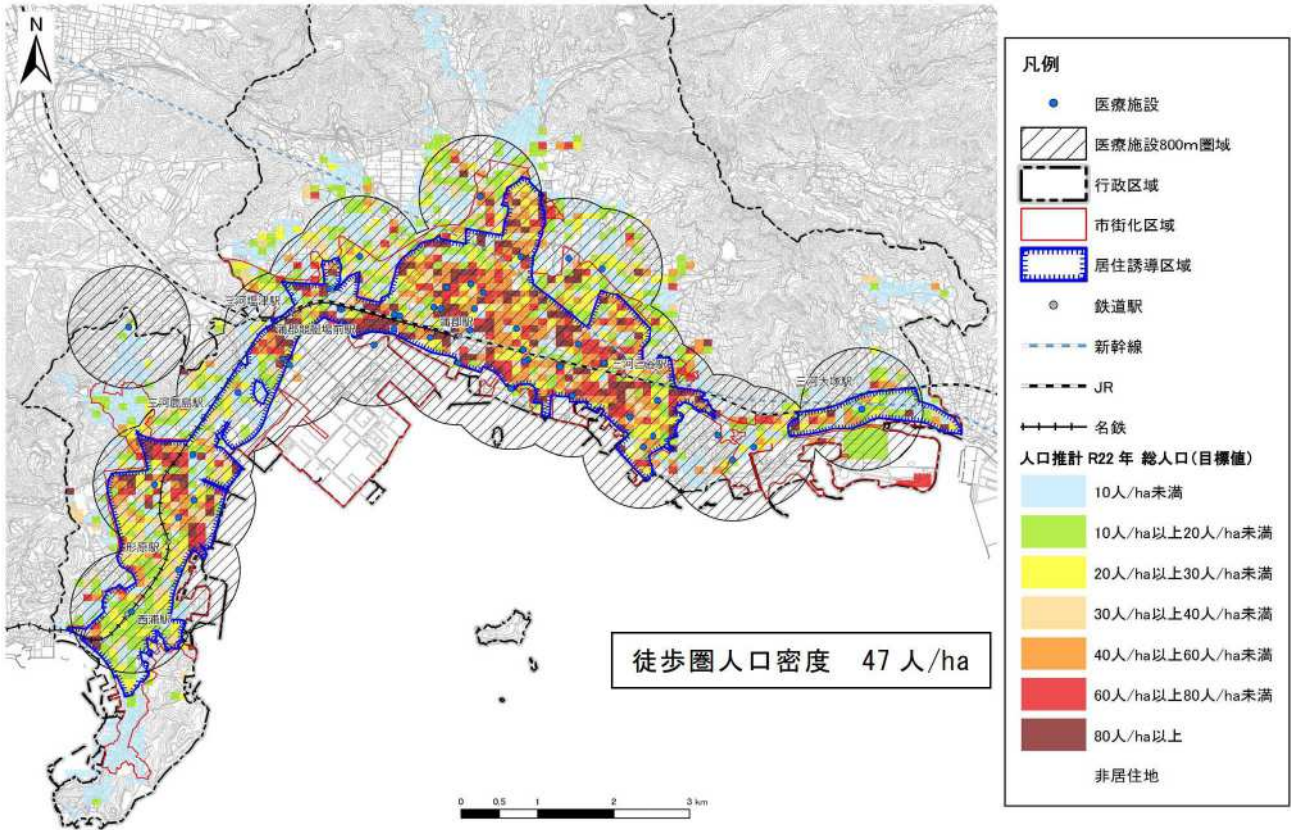 N
三河塩津駅
蒲郡競艇場前駅
蒲郡駅
三河三谷駅
三河大塚駅
三河鹿島駅
形原駅
西浦駅
徒歩圏人口密度 47 人/ha
0 0.5 1 2 3 km
凡例
医療施設
医療施設800m圏域
行政区域
市街化区域
居住誘導区域
鉄道駅
新幹線
JR
名鉄
人口推計 R22 年 総人口(目標値)
10人/ha未満
10人/ha以上20人/ha未満
20人/ha以上30人/ha未満
30人/ha以上40人/ha未満
40人/ha以上60人/ha未満
60人/ha以上80人/ha未満
80人/ha以上
非居住地